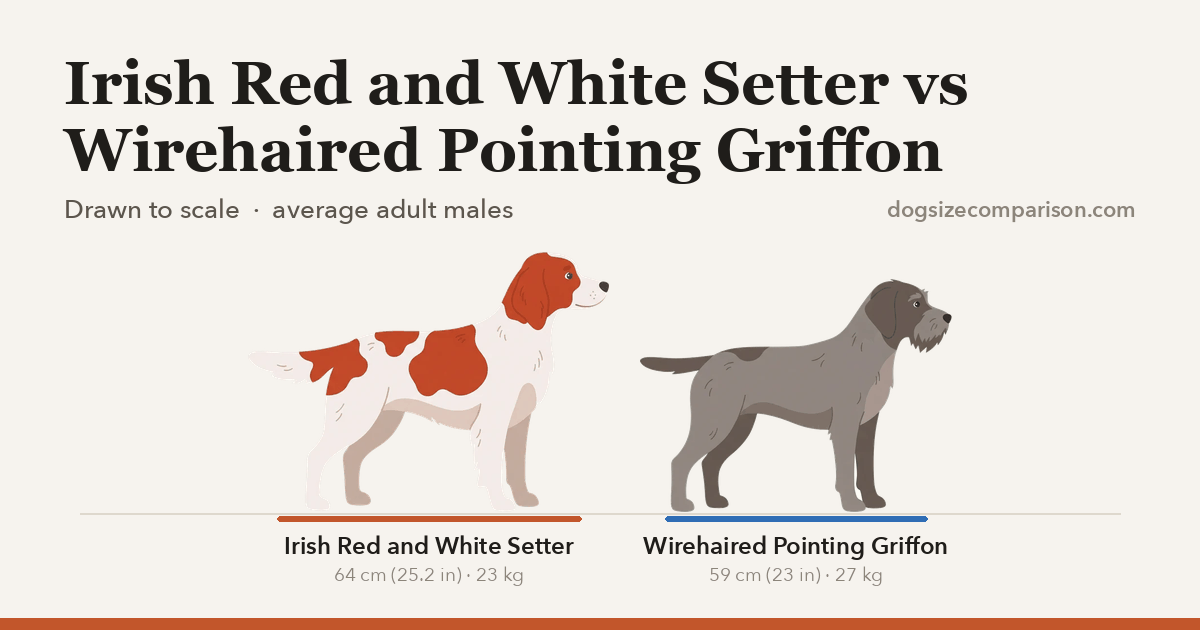 Irish Red and White Setter vs
Wirehaired Pointing Griffon
Drawn to scale · average adult males
dogsizecomparison.com
Irish Red and White Setter
64 cm (25.2 in) · 23 kg
Wirehaired Pointing Griffon
59 cm (23 in) · 27 kg